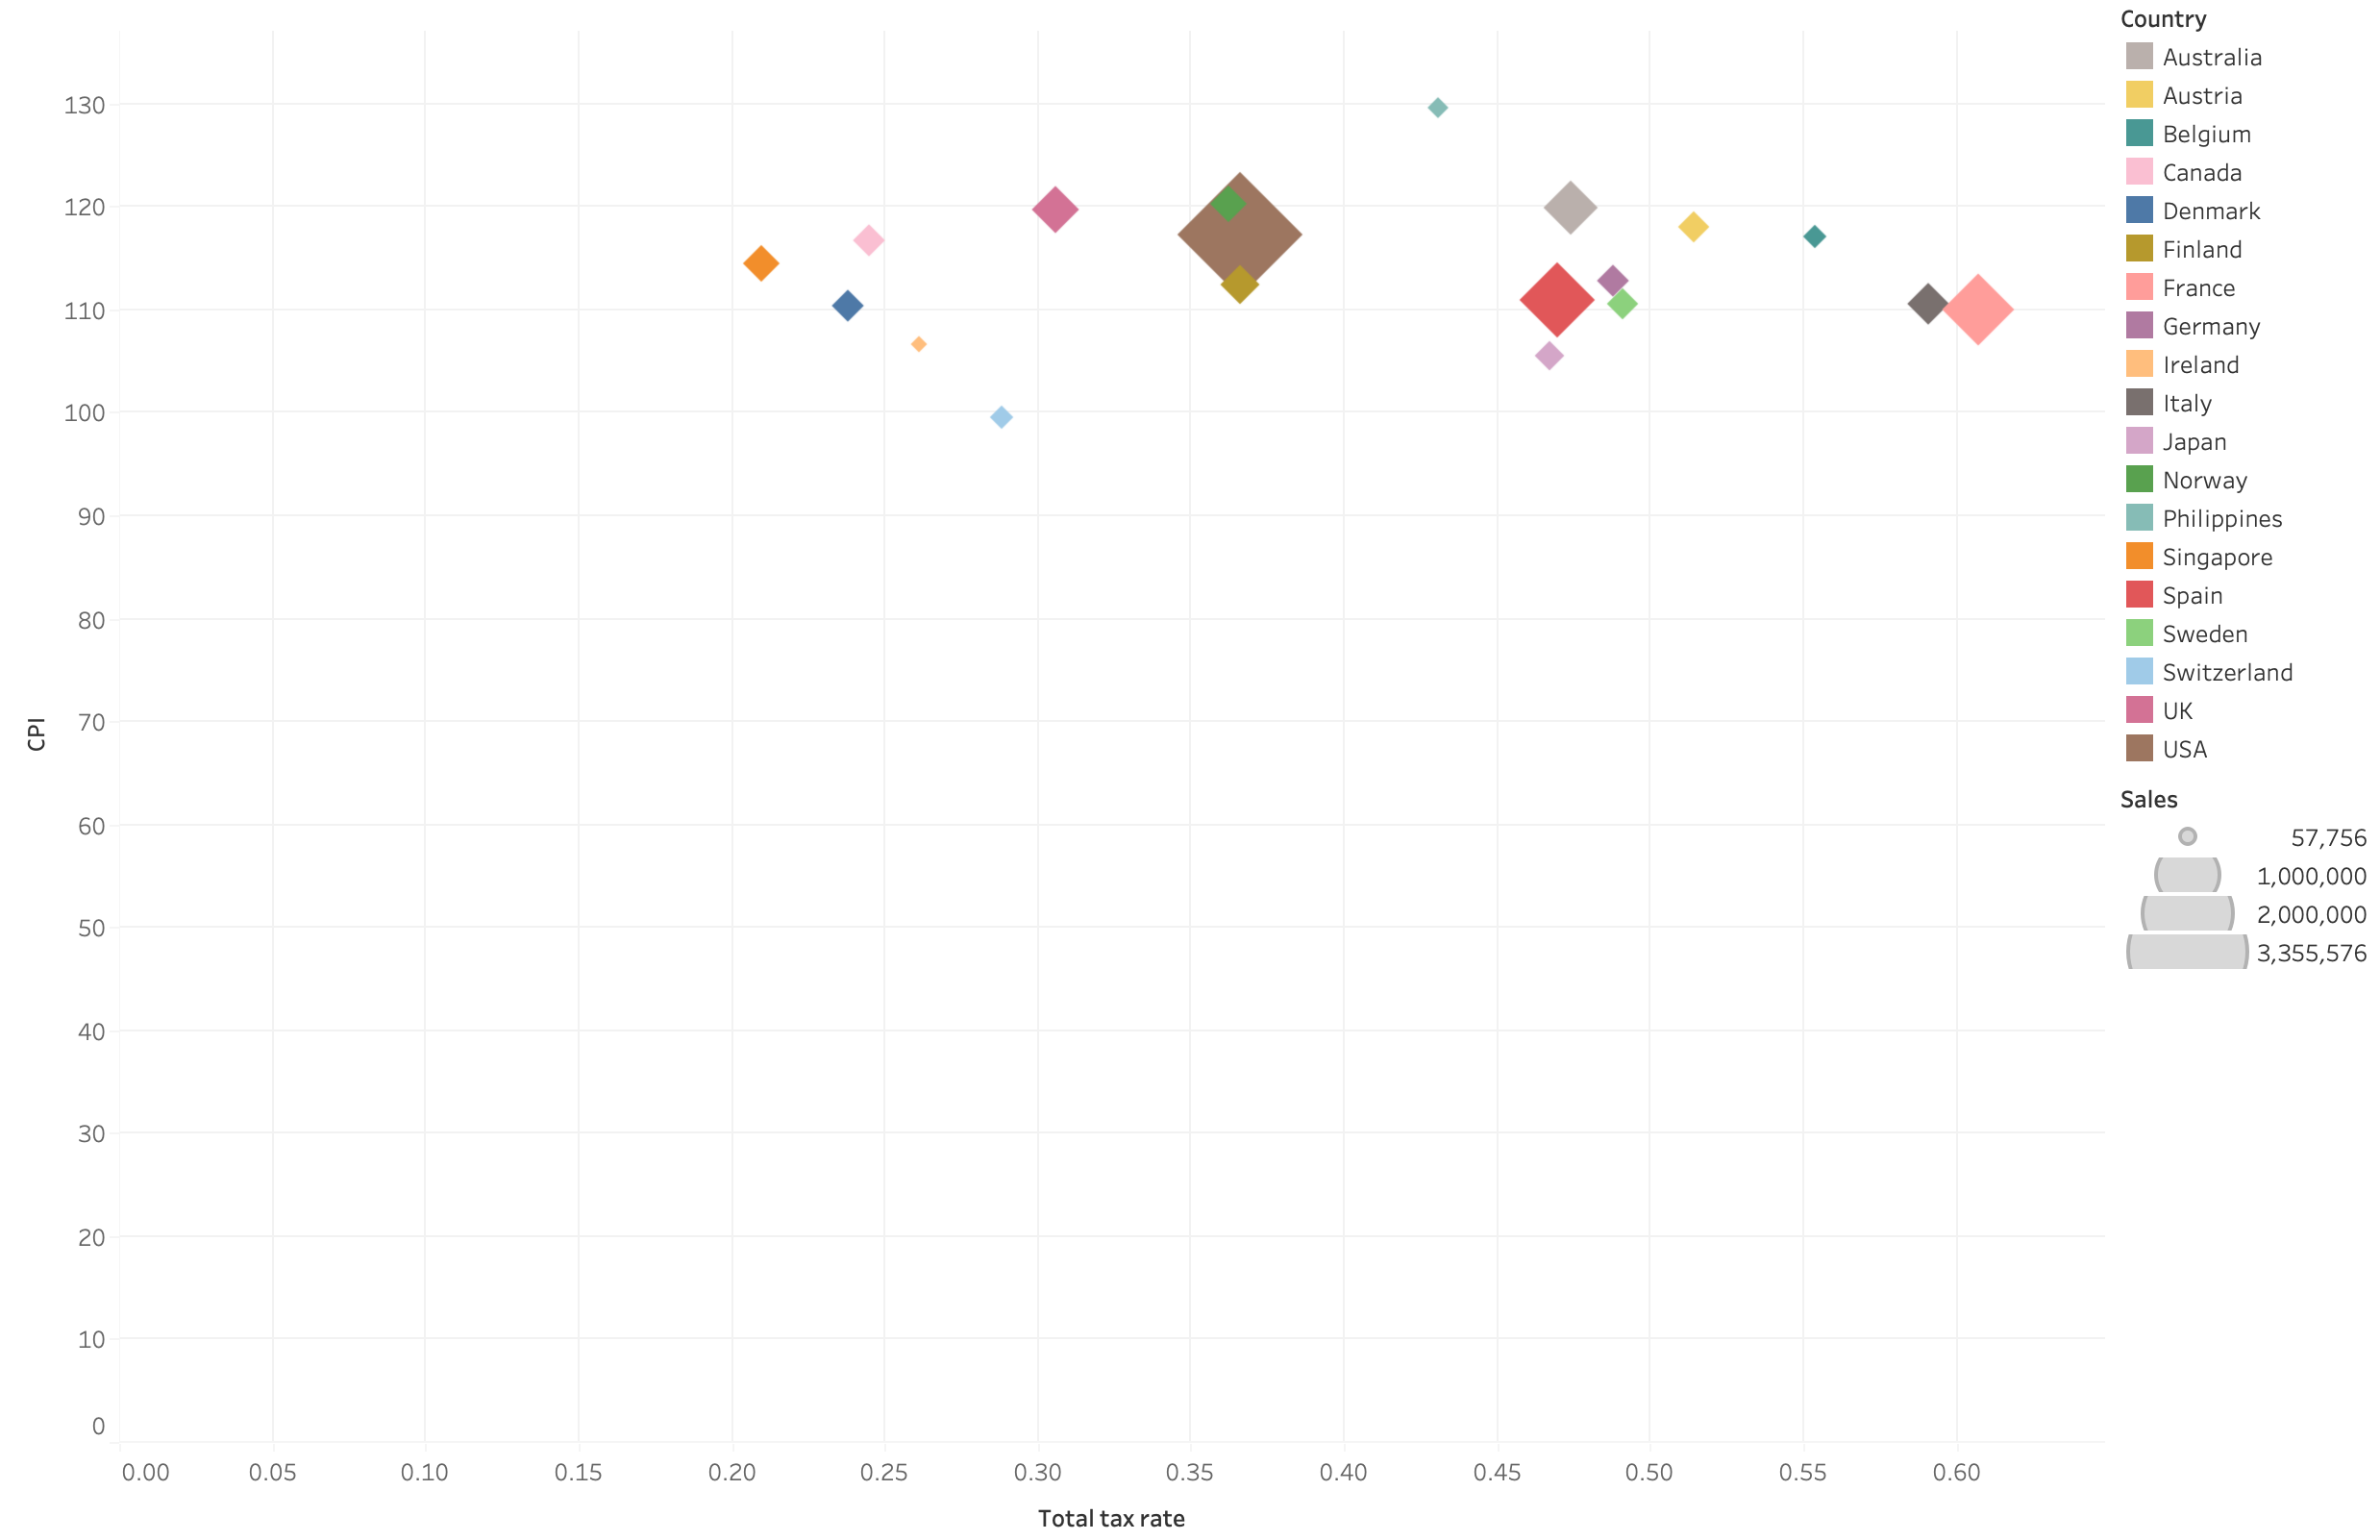 130
120
110
100
90
80
70
60
50
40
30
20
10
0
CPI
0.00 0.05 0.10 0.15 0.20 0.25 0.30 0.35 0.40 0.45 0.50 0.55 0.60
Total tax rate
Country
Australia
Austria
Belgium
Canada
Denmark
Finland
France
Germany
Ireland
Italy
Japan
Norway
Philippines
Singapore
Spain
Sweden
Switzerland
UK
USA
Sales
57,756
1,000,000
2,000,000
3,355,576